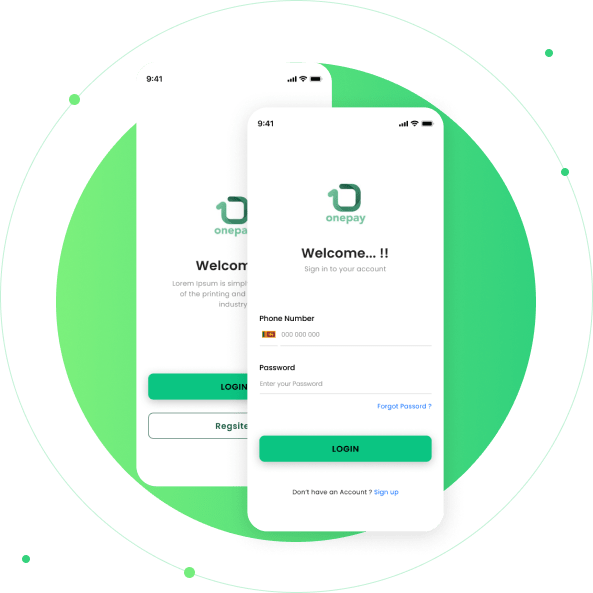 9:41
onepay
Welcom
Lorem Ipsum is simpl
of the printing and
industry
LOGIN
Regsite
9:41
onepay
Welcome... !!
Sign in to your account
Phone Number
000 000 000
Password
Enter your Password
Forgot Passord ?
LOGIN
Don't have an Account ? Sign up